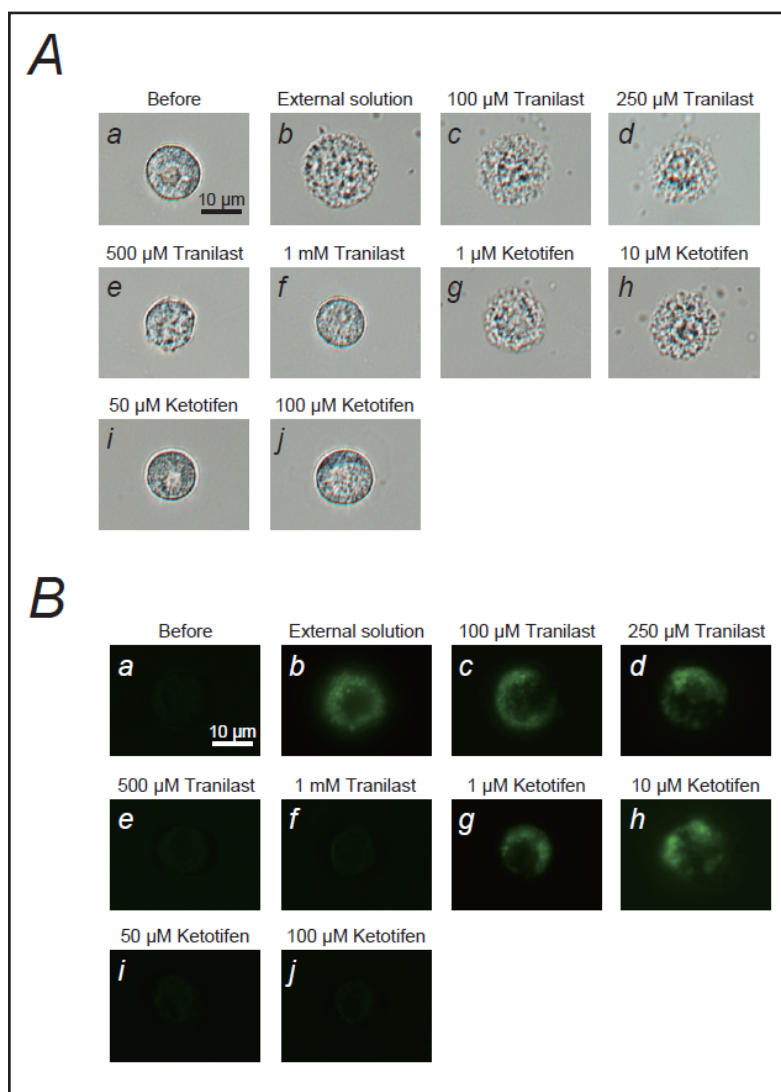 A
Before External solution 100 µM Tranilast 250 µM Tranilast
a b c d
10 µm
500 µM Tranilast 1 mM Tranilast 1 µM Ketotifen 10 µM Ketotifen
e f g h
50 µM Ketotifen 100 µM Ketotifen
i j
B
Before External solution 100 µM Tranilast 250 µM Tranilast
a b c d
10 µm
500 µM Tranilast 1 mM Tranilast 1 µM Ketotifen 10 µM Ketotifen
e f g h
50 µM Ketotifen 100 µM Ketotifen
i j